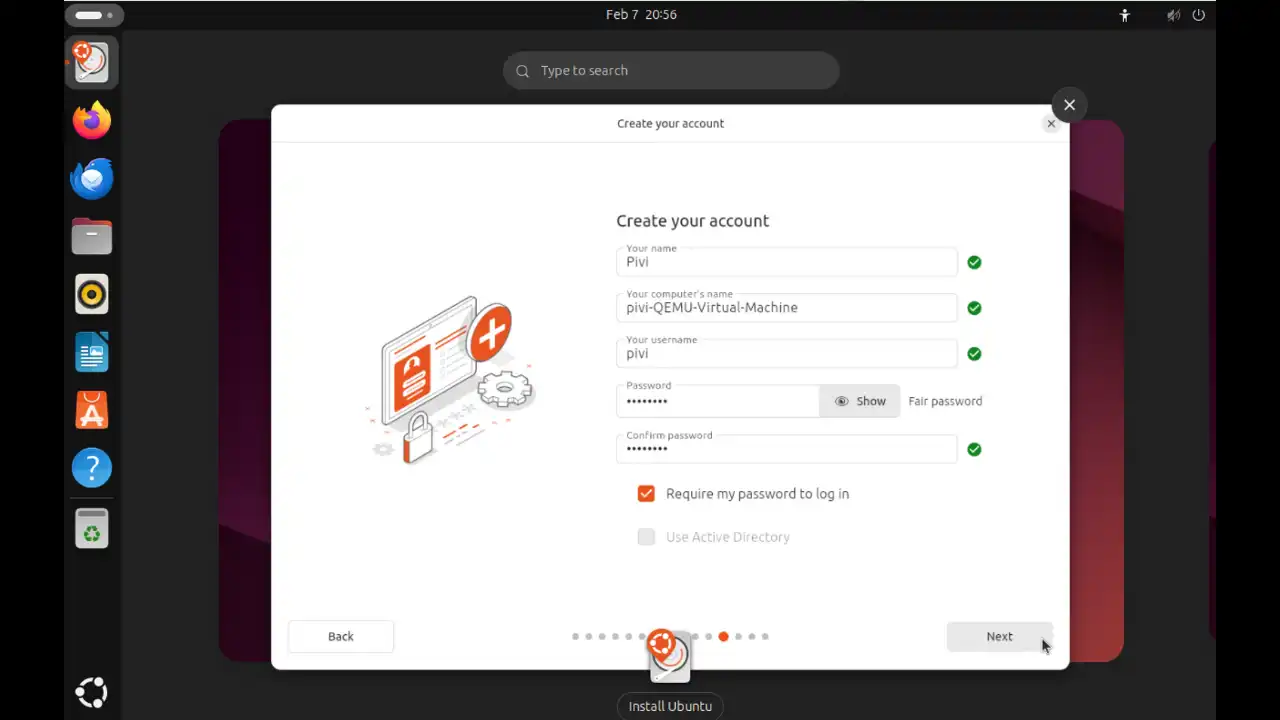 Feb 7 20:56
Type to search
Create your account
Create your account
Your name
Pivi
Your computer's name
pivi-QEMU-Virtual-Machine
Your username
pivi
Password
••••••••
Show
Fair password
Confirm password
••••••••
Require my password to log in
Use Active Directory
Back
Next
Install Ubuntu